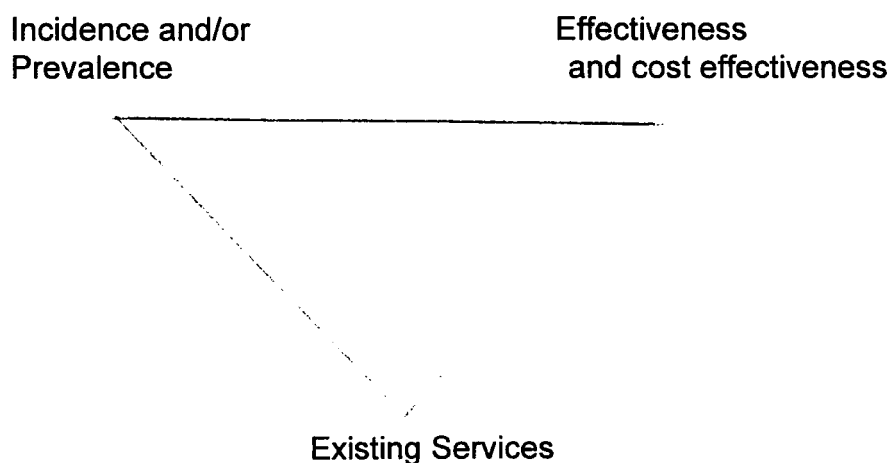 Incidence and/or
Prevalence
Effectiveness
and cost effectiveness
Existing Services